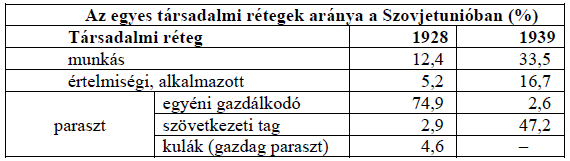 Az egyes társadalmi rétegek aránya a Szovjetunióban (%)
Társadalmi réteg 1928 1939
munkás 12,4 33,5
értelmiségi, alkalmazott 5,2 16,7
egyéni gazdálkodó 74,9 2,6
paraszt szövetkezeti tag 2,9 47,2
kulák (gazdag paraszt) 4,6 –